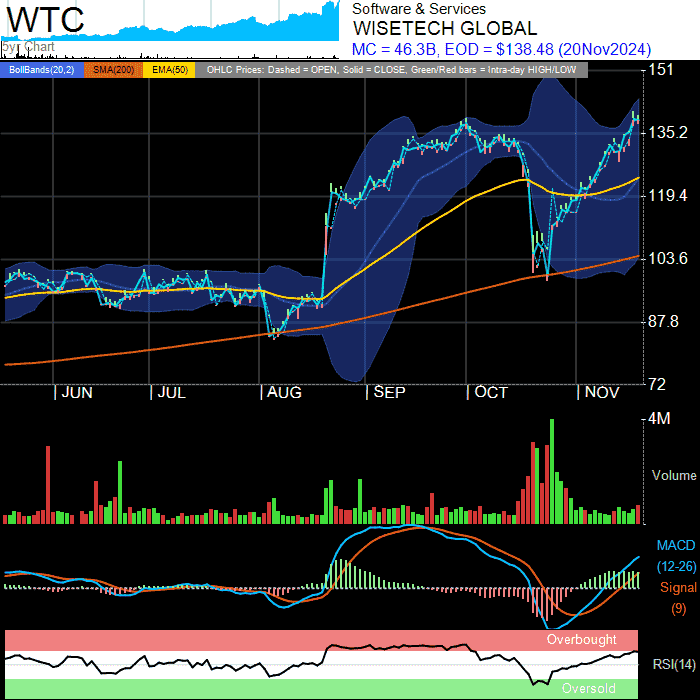 WTC
5yr Chart
Software & Services
WISETECH GLOBAL
MC = 46.3B, EOD = $138.48 (20Nov2024)
BollBands(20,2) SMA(200) EMA(50) OHLC Prices: Dashed = OPEN, Solid = CLOSE, Green/Red bars = Intra-day HIGH/LOW
151
135.2
119.4
103.6
87.8
72
| JUN | JUL | AUG | SEP | OCT | NOV
4M
Volume
MACD
(12-26)
Signal
(9)
Overbought
RSI(14)
Oversold